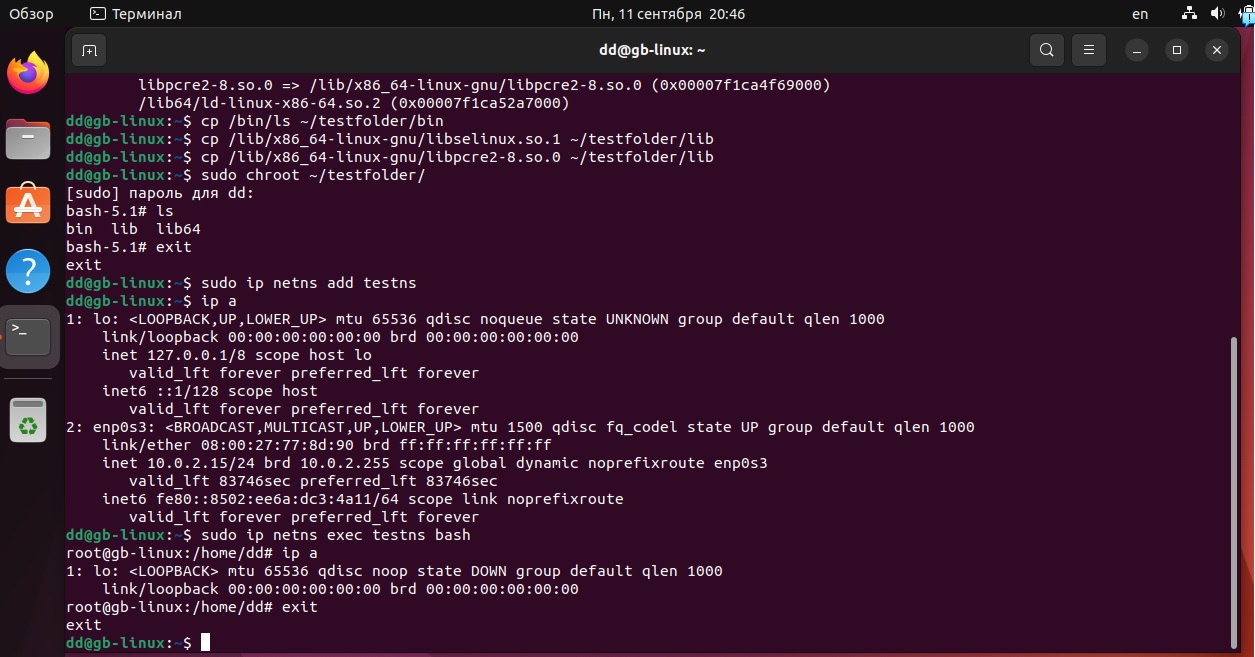 Обзор Терминал Пн, 11 сентября 20:46 en
dd@gb-linux: ~
libpcre2-8.so.0 => /lib/x86_64-linux-gnu/libpcre2-8.so.0 (0x00007f1ca4f69000)
/lib64/ld-linux-x86-64.so.2 (0x00007f1ca52a7000)
dd@gb-linux:~$ cp /bin/ls ~/testfolder/bin
dd@gb-linux:~$ cp /lib/x86_64-linux-gnu/libselinux.so.1 ~/testfolder/lib
dd@gb-linux:~$ cp /lib/x86_64-linux-gnu/libpcre2-8.so.0 ~/testfolder/lib
dd@gb-linux:~$ sudo chroot ~/testfolder/
[sudo] пароль для dd:
bash-5.1# ls
bin  lib  lib64
bash-5.1# exit
exit
dd@gb-linux:~$ sudo ip netns add testns
dd@gb-linux:~$ ip a
1: lo: <LOOPBACK,UP,LOWER_UP> mtu 65536 qdisc noqueue state UNKNOWN group default qlen 1000
link/loopback 00:00:00:00:00:00 brd 00:00:00:00:00:00
inet 127.0.0.1/8 scope host lo
valid_lft forever preferred_lft forever
inet6 ::1/128 scope host
valid_lft forever preferred_lft forever
2: enp0s3: <BROADCAST,MULTICAST,UP,LOWER_UP> mtu 1500 qdisc fq_codel state UP group default qlen 1000
link/ether 08:00:27:77:8d:90 brd ff:ff:ff:ff:ff:ff
inet 10.0.2.15/24 brd 10.0.2.255 scope global dynamic noprefixroute enp0s3
valid_lft 83746sec preferred_lft 83746sec
inet6 fe80::8502:ee6a:dc3:4a11/64 scope link noprefixroute
valid_lft forever preferred_lft forever
dd@gb-linux:~$ sudo ip netns exec testns bash
root@gb-linux:/home/dd# ip a
1: lo: <LOOPBACK> mtu 65536 qdisc noop state DOWN group default qlen 1000
link/loopback 00:00:00:00:00:00 brd 00:00:00:00:00:00
root@gb-linux:/home/dd# exit
exit
dd@gb-linux:~$